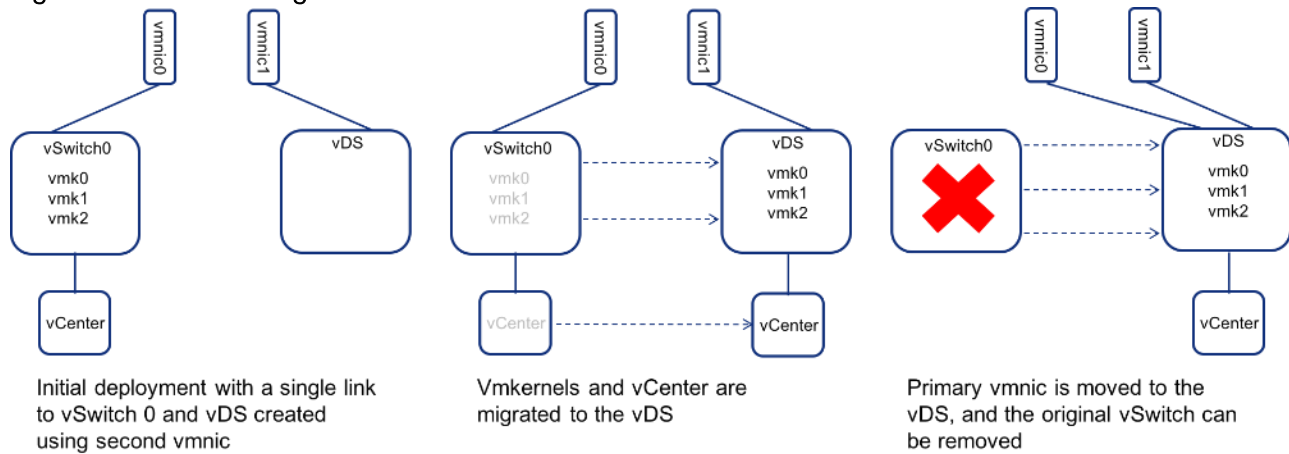 vmnic0
vmnic1
vSwitch0
vmk0
vmk1
vmk2
vDS
vCenter
Initial deployment with a single link
to vSwitch 0 and vDS created
using second vmnic
vmnic0
vmnic1
vSwitch0
vmk0
vmk1
vmk2
vDS
vmk0
vmk1
vmk2
vCenter
vCenter
Vmkernels and vCenter are
migrated to the vDS
vmnic0
vmnic1
vSwitch0
vDS
vmk0
vmk1
vmk2
vCenter
Primary vmnic is moved to the
vDS, and the original vSwitch can
be removed